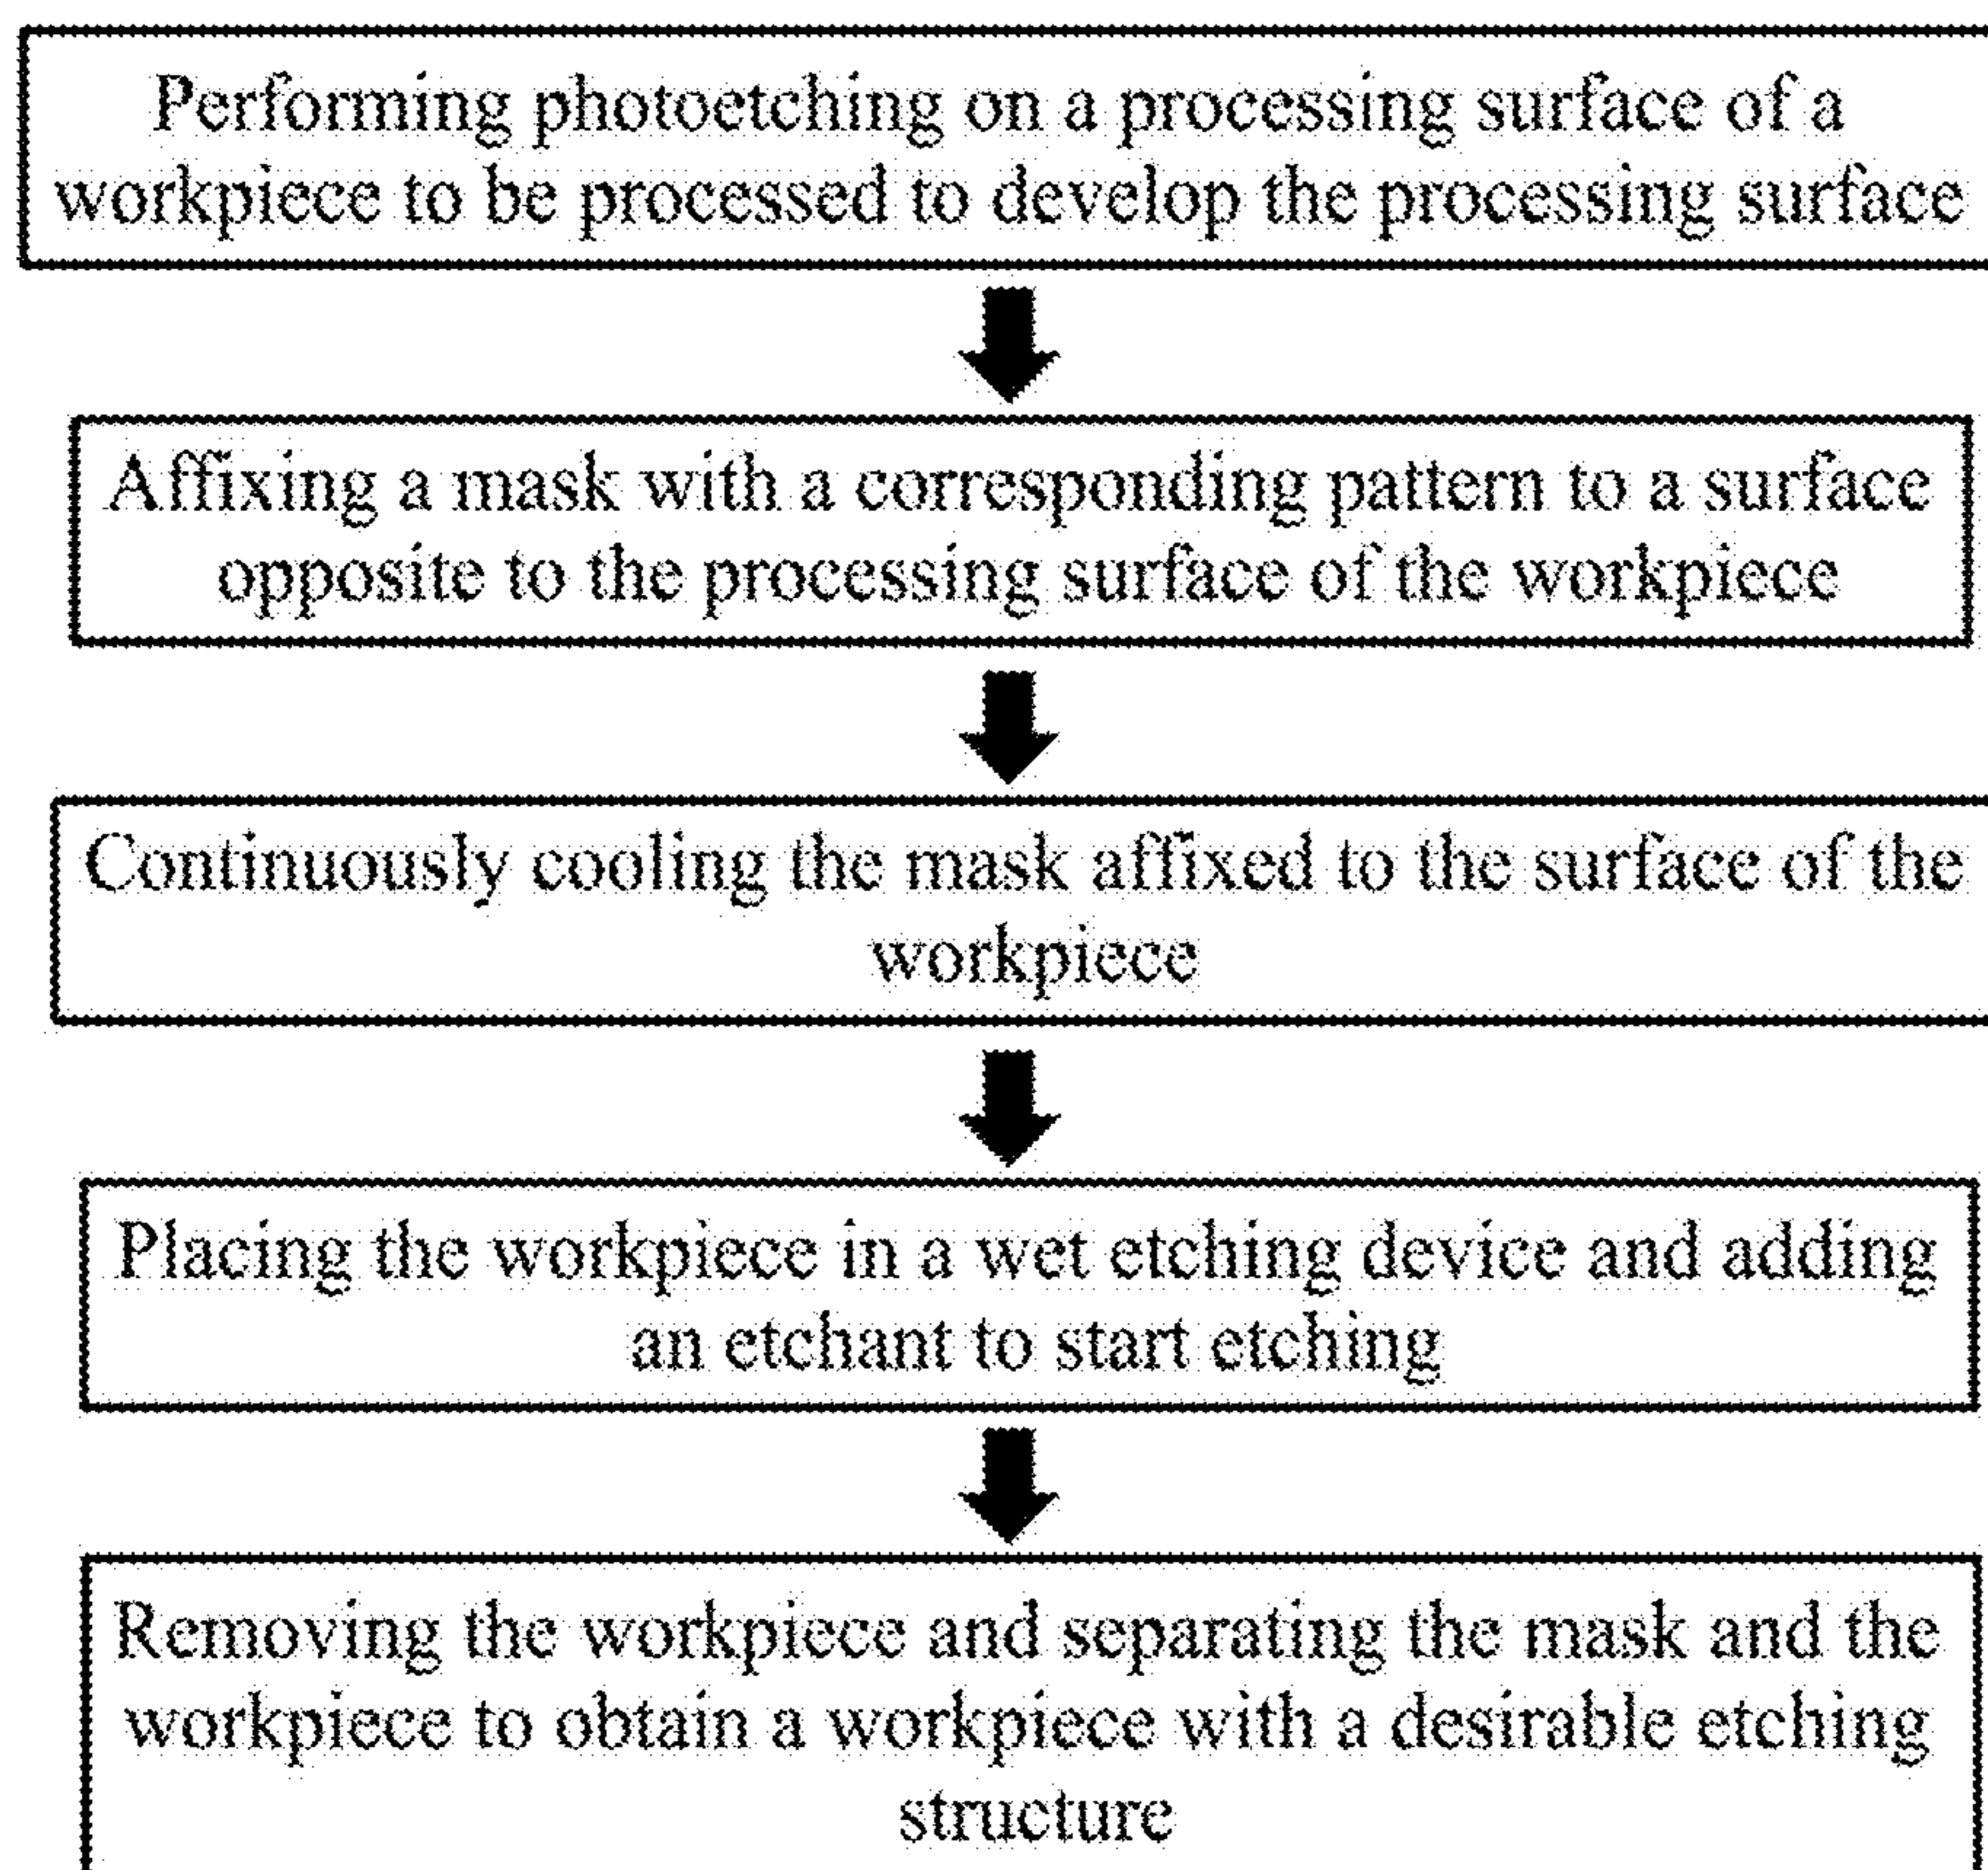 Performing photoetching on a processing surface of a
workpiece to be processed to develop the processing surface
Affixing a mask with a corresponding pattern to a surface
opposite to the processing surface of the workpiece
Continuously cooling the mask affixed to the surface of the
workpiece
Placing the workpiece in a wet etching device and adding
an etchant to start etching
Removing the workpiece and separating the mask and the
workpiece to obtain a workpiece with a desirable etching
structure